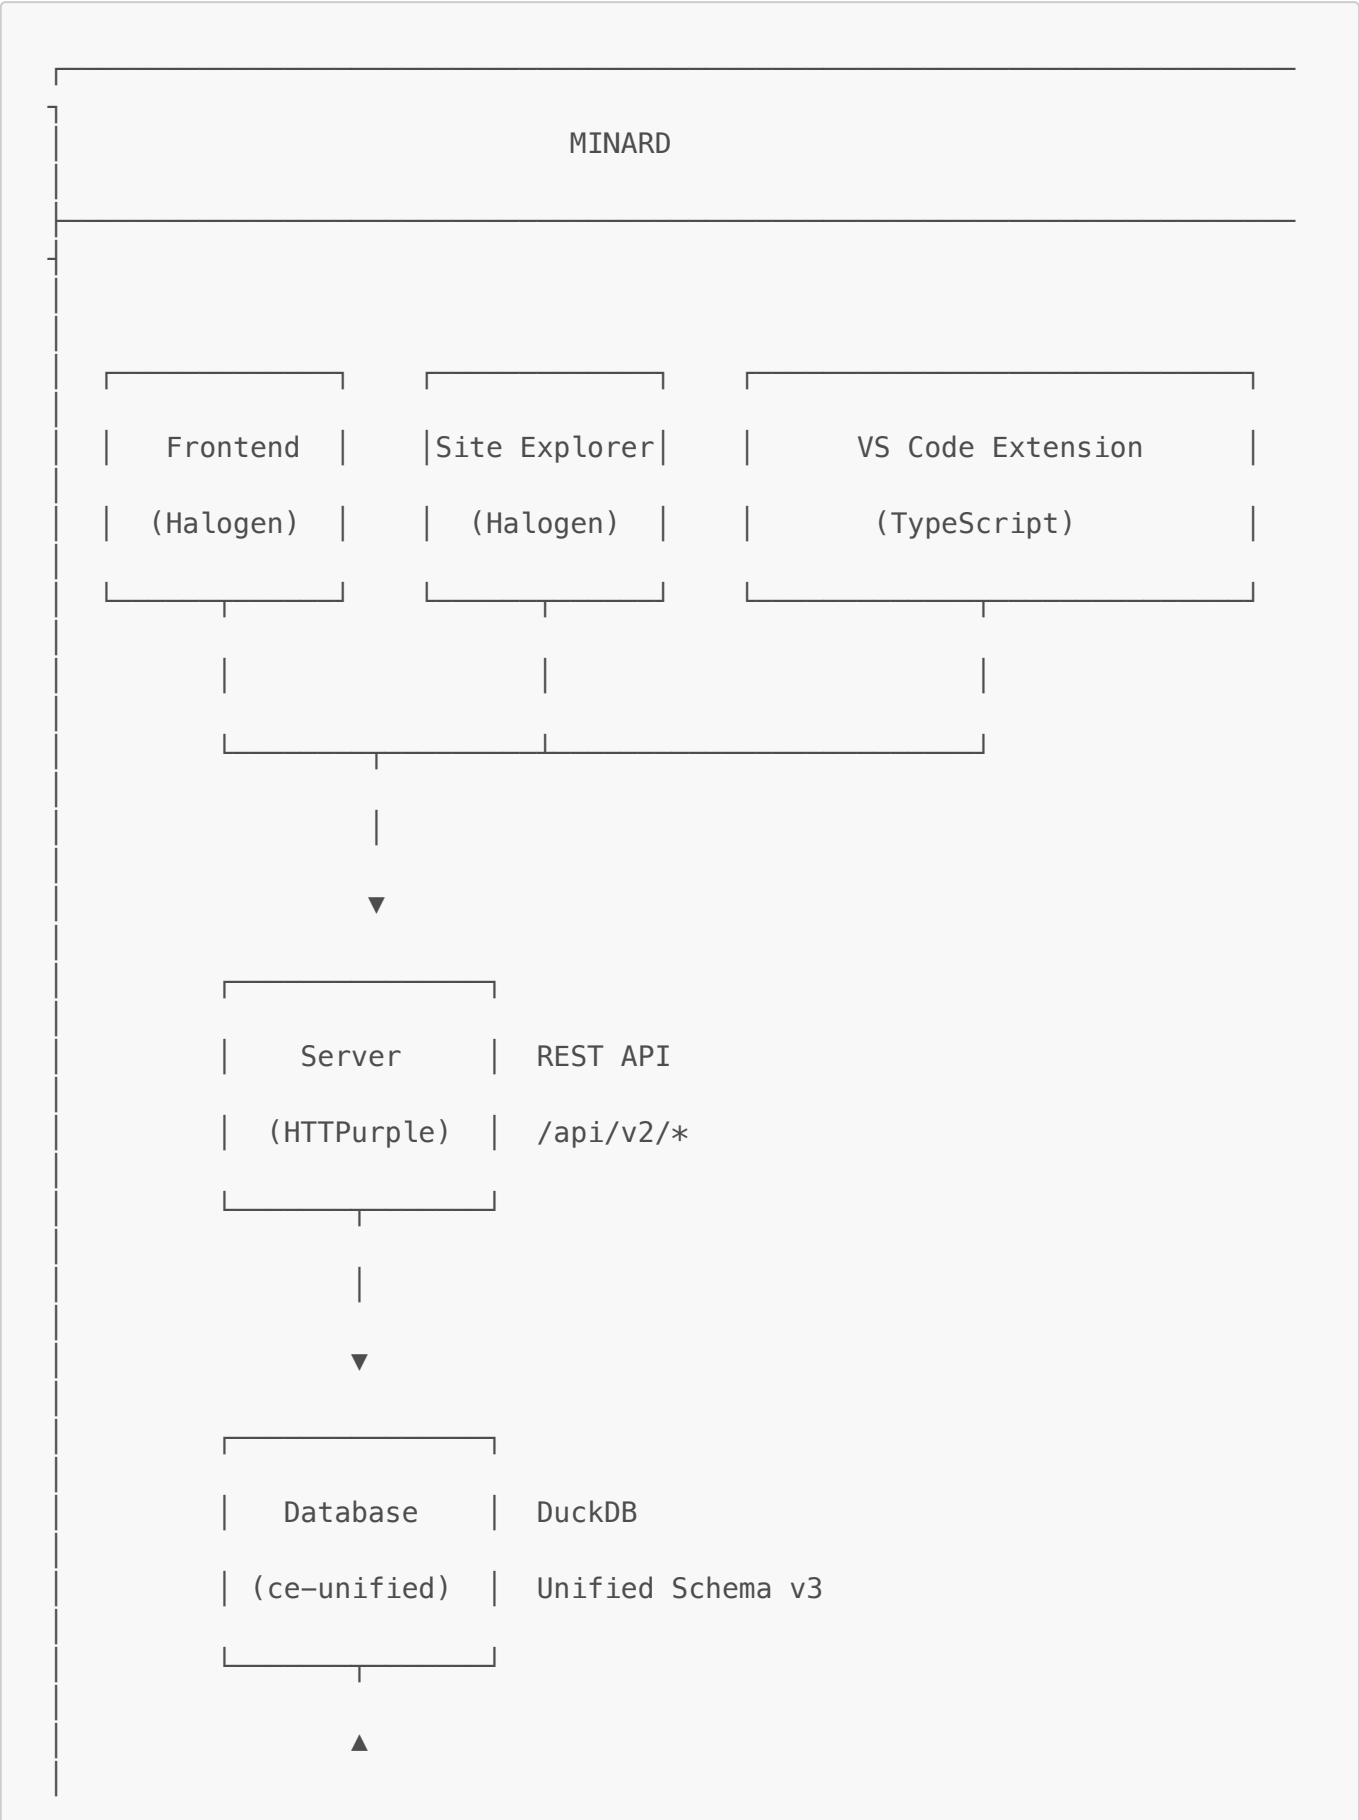 MINARD
Frontend Site Explorer VS Code Extension
(Halogen) (Halogen) (TypeScript)
Server REST API
(HTTPurple) /api/v2/*
Database DuckDB
(ce-unified) Unified Schema v3